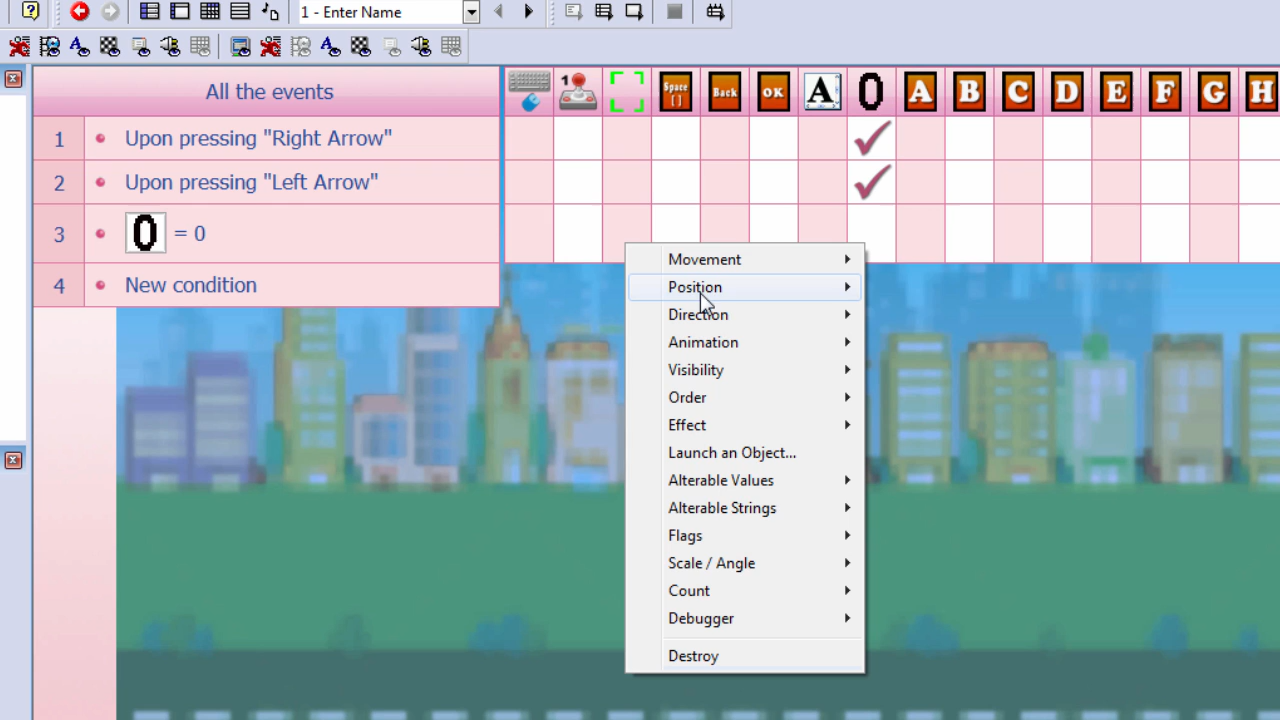 ?
1 - Enter Name
All the events
1
Space
[ ]
Back
OK
A
0
A
B
C
D
E
F
G
H
1
Upon pressing "Right Arrow"
2
Upon pressing "Left Arrow"
3
0 = 0
4
New condition
Movement
Position
Direction
Animation
Visibility
Order
Effect
Launch an Object...
Alterable Values
Alterable Strings
Flags
Scale / Angle
Count
Debugger
Destroy